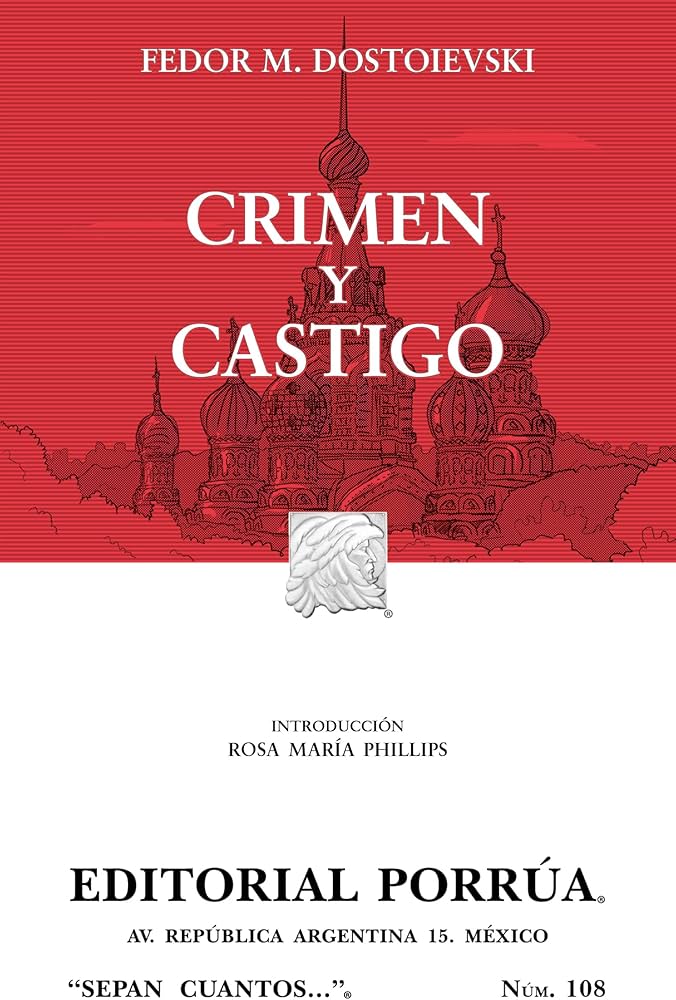 FEDOR M. DOSTOIEVSKI
CRIMEN
Y
CASTIGO
®
INTRODUCCIÓN
ROSA MARÍA PHILLIPS
EDITORIAL PORRÚA®
AV. REPÚBLICA ARGENTINA 15. MÉXICO
“SEPAN CUANTOS...”® NÚM. 108